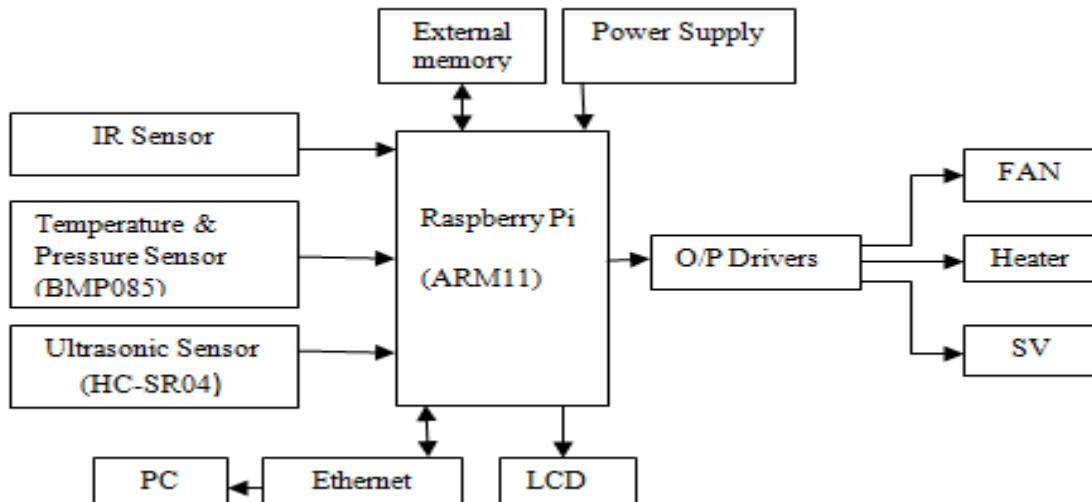 External
memory
Power Supply
IR Sensor
Temperature &
Pressure Sensor
(BMP085)
Ultrasonic Sensor
(HC-SR04)
Raspberry Pi
(ARM11)
O/P Drivers
FAN
Heater
SV
PC
Ethernet
LCD